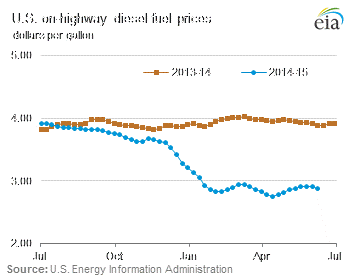 U.S. on-highway diesel fuel prices
dollars per gallon
eia
5.00
2013-14
2014-15
4.00
3.00
2.00
Jul
Oct
Jan
Apr
Jul
Source: U.S. Energy Information Administration